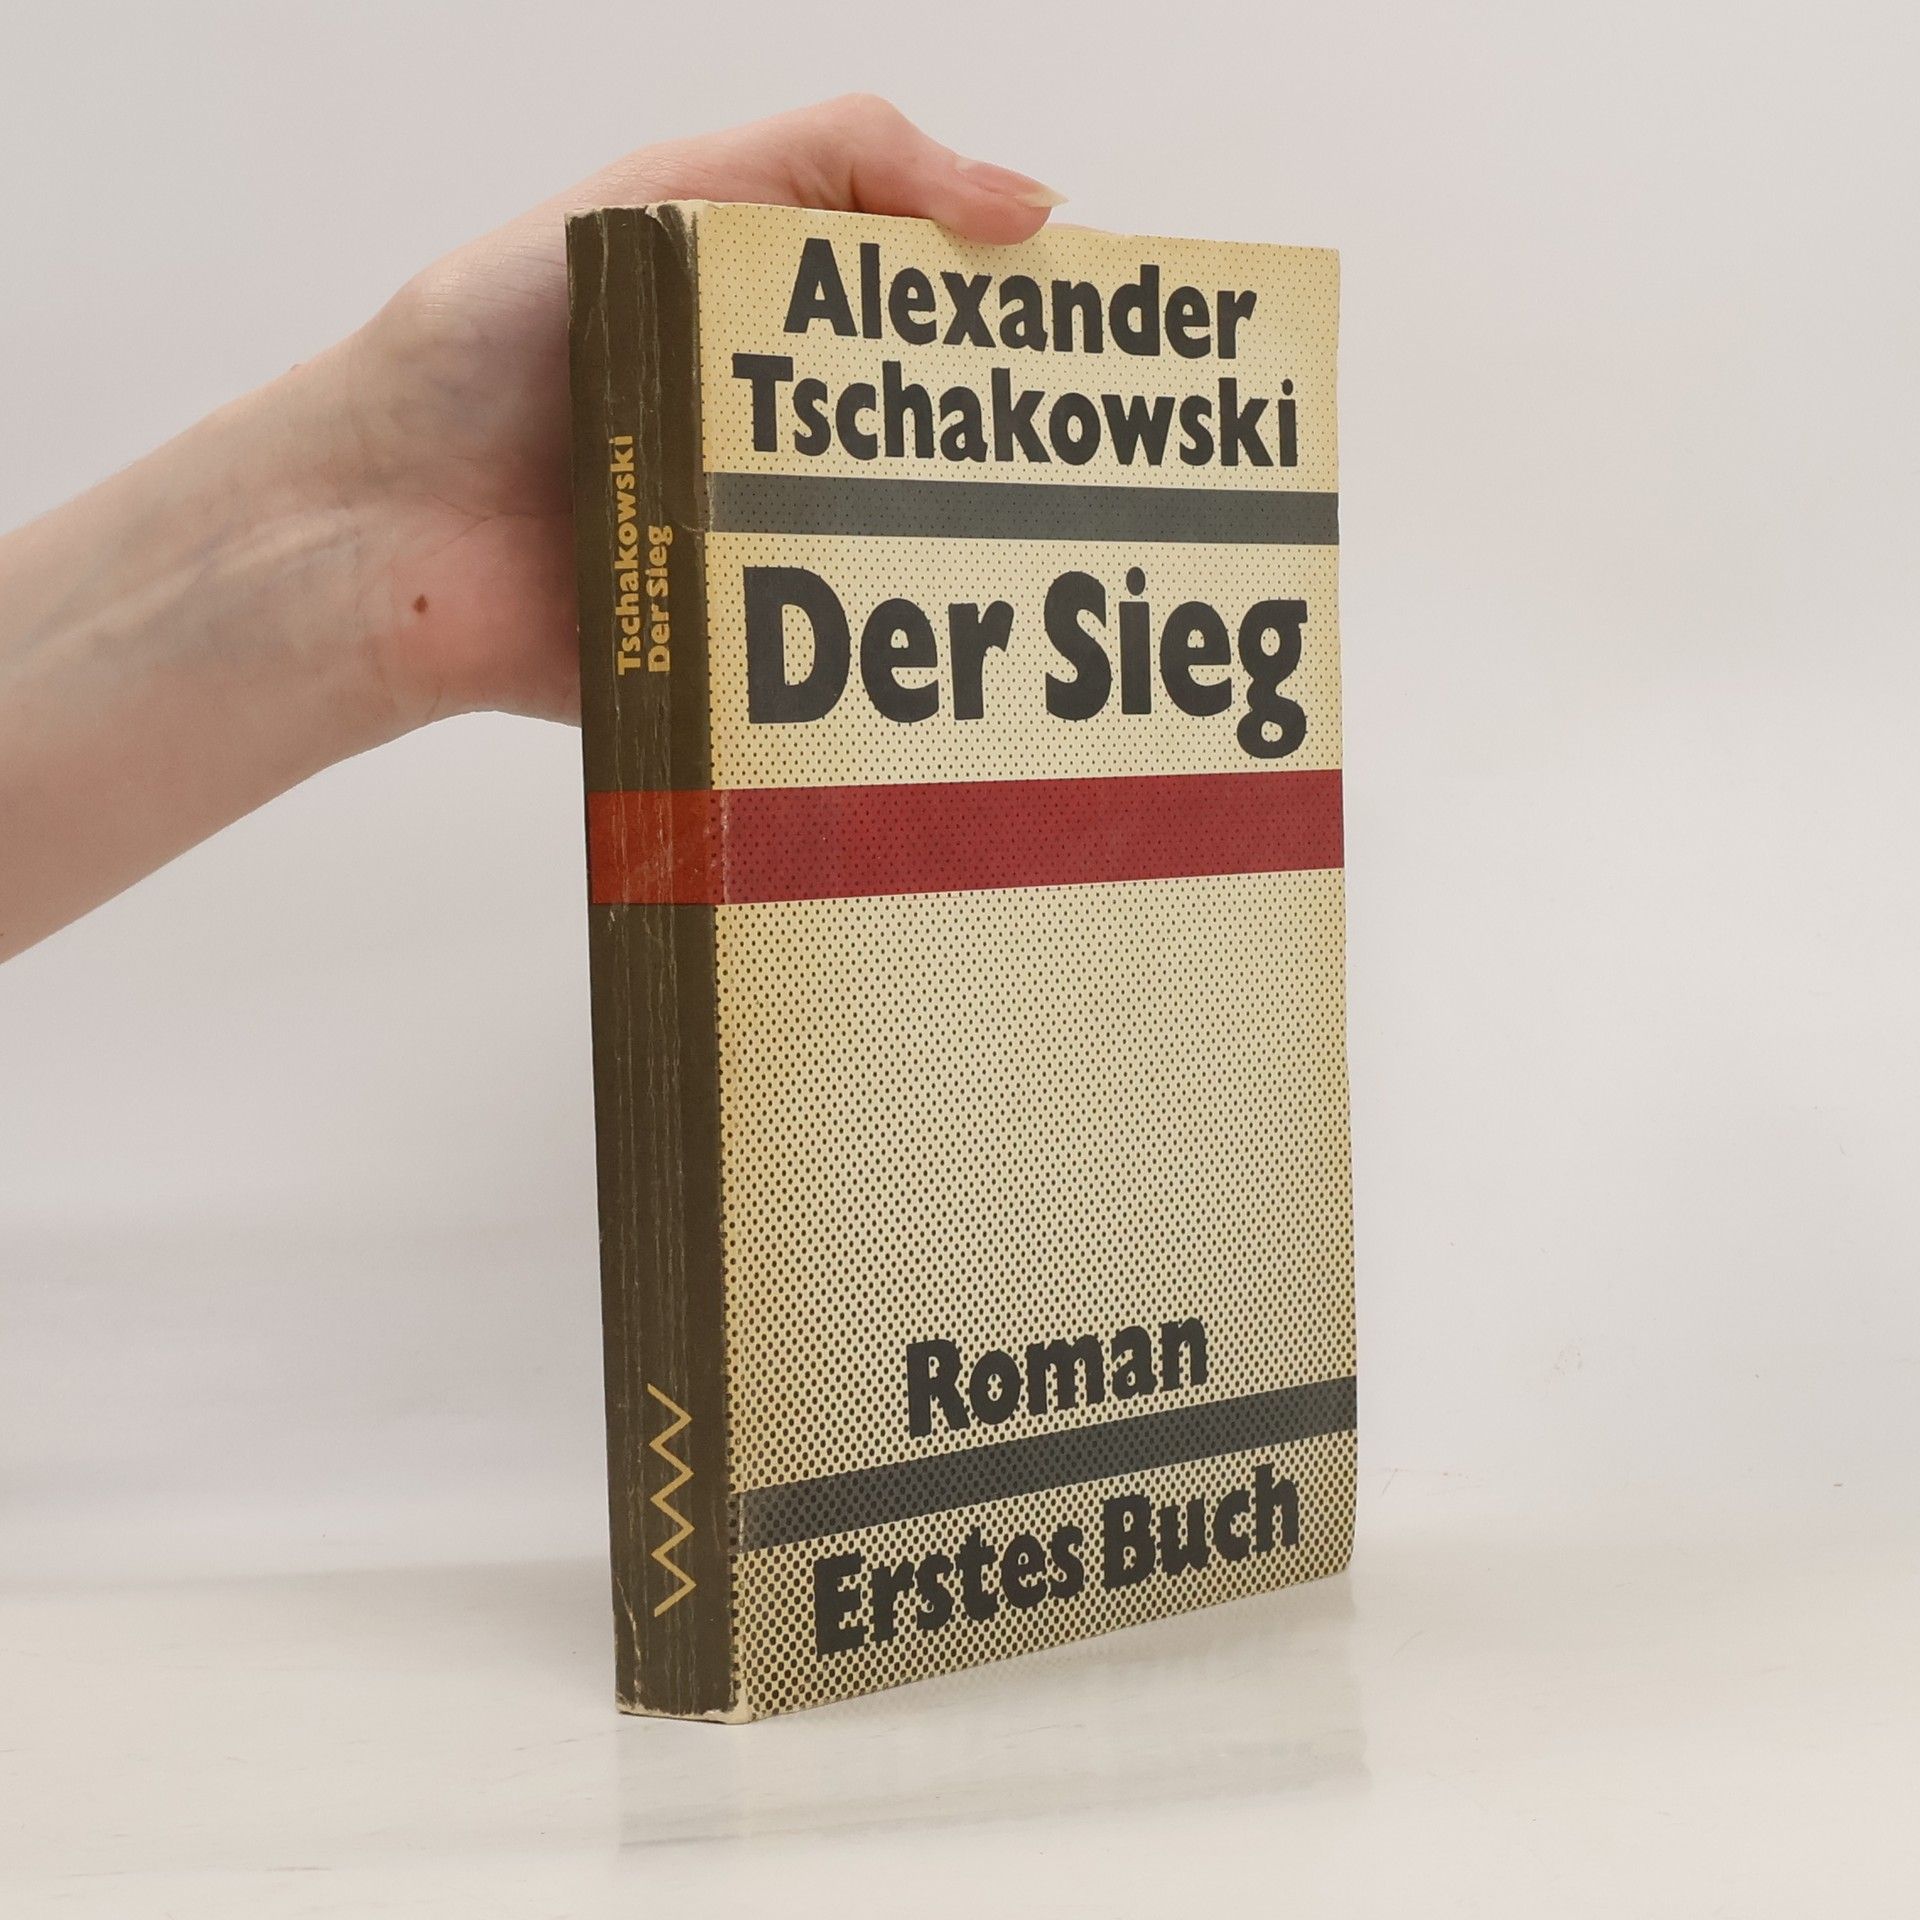 Alexander
Tschakowski
Der Sieg
Roman
Erstes Buch
Tschakowski
Der Sieg